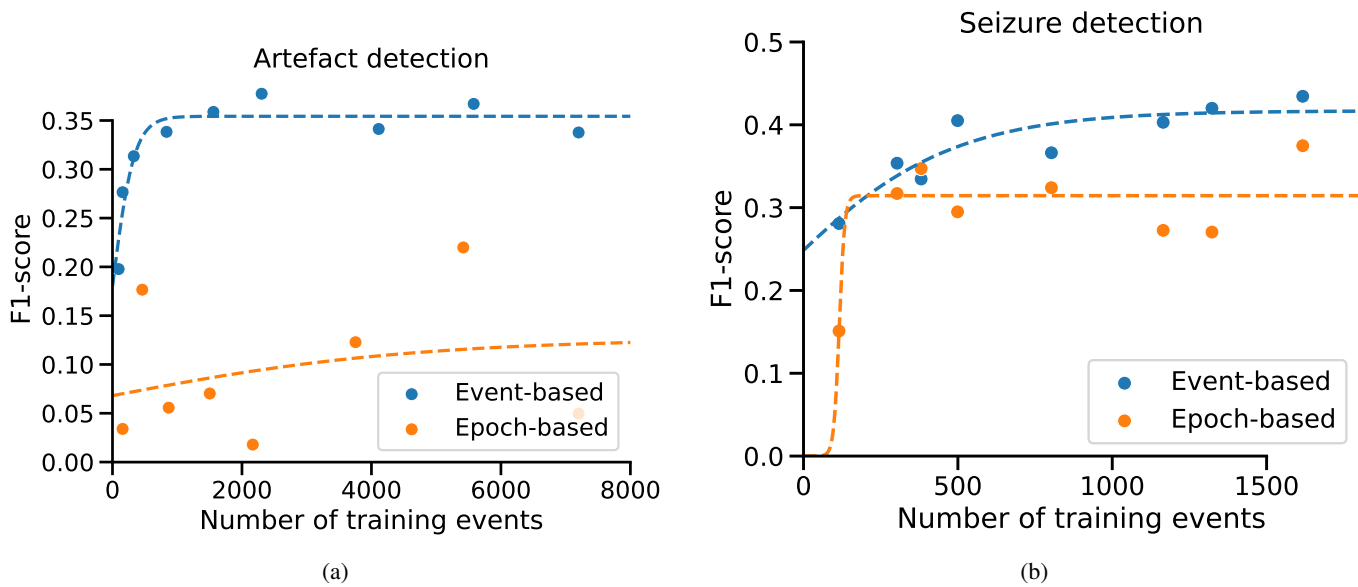 Artefact detection
0.35
0.30
0.25
0.20
0.15
0.10
0.05
0.00
F1-score
0 2000 4000 6000 8000
Number of training events
Event-based
Epoch-based
(a)
Seizure detection
0.5
0.4
0.3
0.2
0.1
0.0
F1-score
0 500 1000 1500
Number of training events
Event-based
Epoch-based
(b)